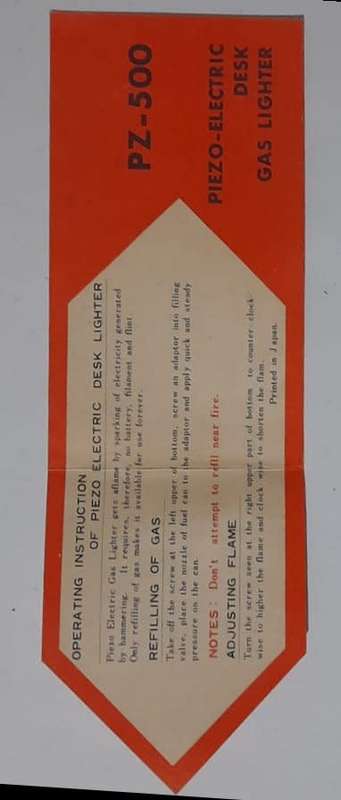 PZ-500
PIEZO-ELECTRIC
DESK
GAS LIGHTER
OPERATING INSTRUCTION
OF PIEZO ELECTRIC DESK LIGHTER
Piezo Electric Gas Lighter gets aflame by sparking of electricity generated
by hammering. It requires, therefore, no battery, filament and flint.
Only refilling of gas makes it available for use forever.
REFILLING OF GAS
Take off the screw at the left upper of bottom, screw an adaptor into filling
valve, place the nozzle of fuel can to the adaptor and apply quick and steady
pressure on the can.
NOTES: Don't attempt to refill near fire.
ADJUSTING FLAME
Turn the screw seen at the right upper part of bottom to counter clock
wise to higher the flame and clock wise to shorten the flam.
Printed in Japan.